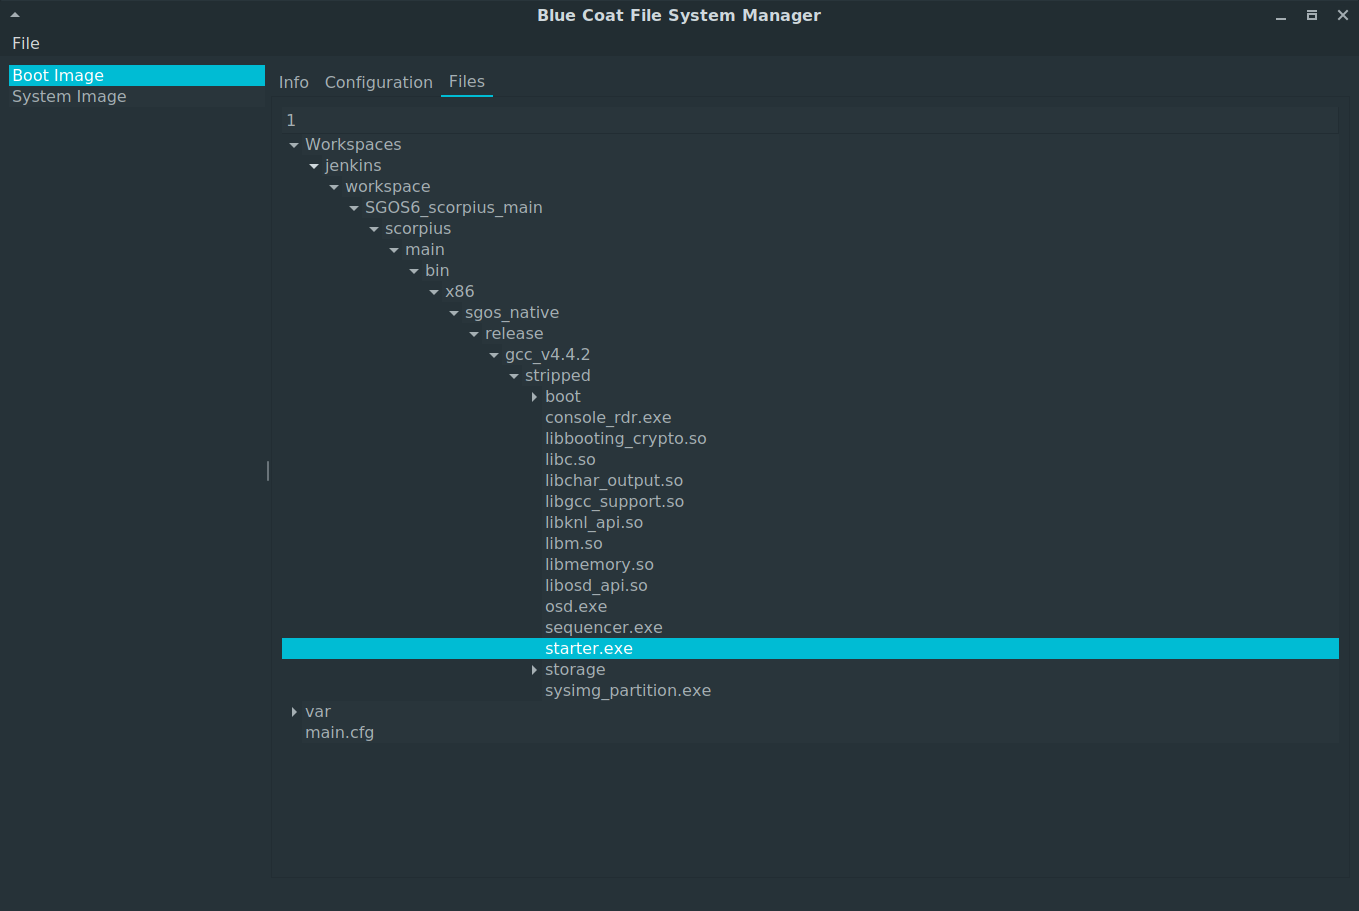 Blue Coat File System Manager
File
Boot Image
System Image
Info Configuration Files
1
Workspaces
jenkins
workspace
SGOS6_scorpius_main
scorpius
main
bin
x86
sgos_native
release
gcc_v4.4.2
stripped
boot
console_rdr.exe
libbooting_crypto.so
libc.so
libchar_output.so
libgcc_support.so
libknl_api.so
libm.so
libmemory.so
libosd_api.so
osd.exe
sequencer.exe
starter.exe
storage
sysimg_partition.exe
var
main.cfg